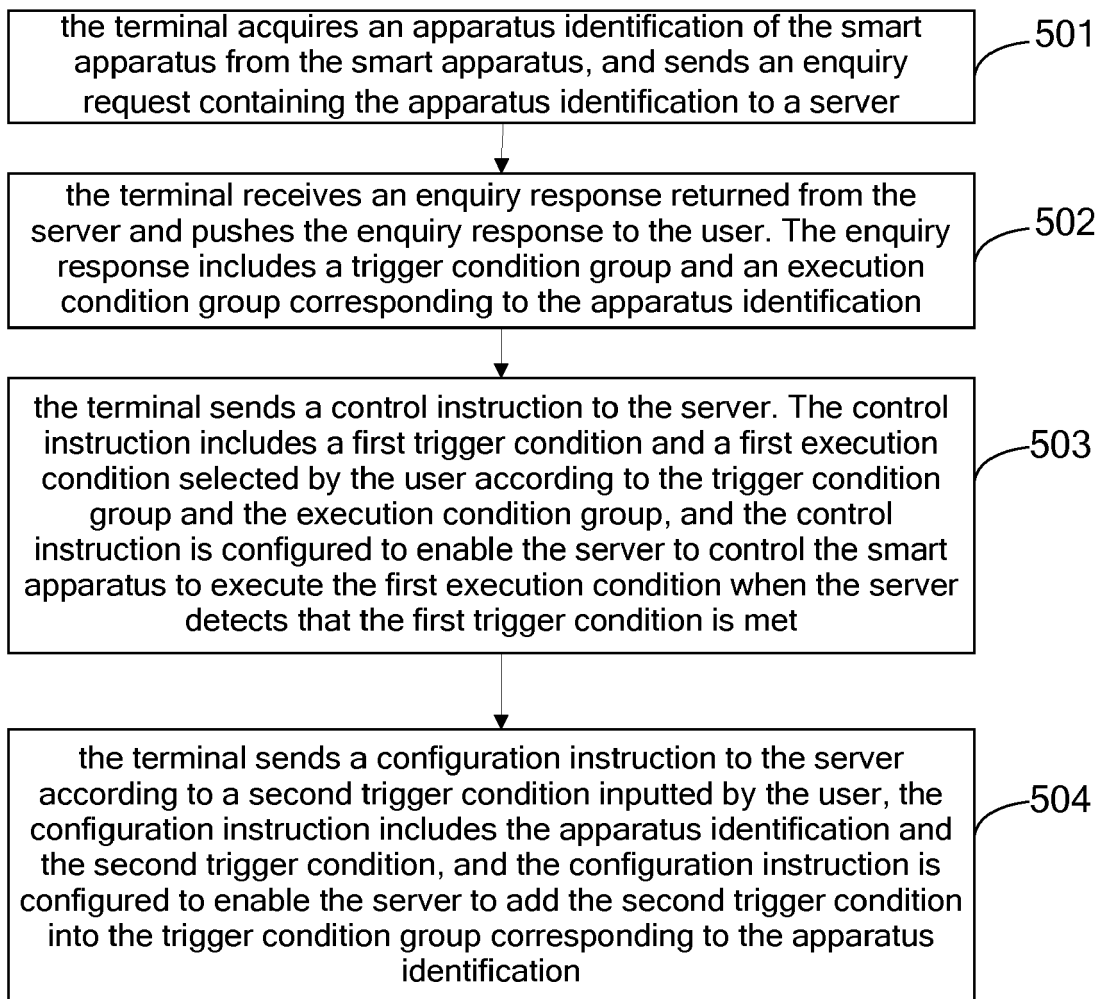 the terminal acquires an apparatus identification of the smart
apparatus from the smart apparatus, and sends an enquiry
request containing the apparatus identification to a server
501
the terminal receives an enquiry response returned from the
server and pushes the enquiry response to the user. The enquiry
response includes a trigger condition group and an execution
condition group corresponding to the apparatus identification
502
the terminal sends a control instruction to the server. The control
instruction includes a first trigger condition and a first execution
condition selected by the user according to the trigger condition
group and the execution condition group, and the control
instruction is configured to enable the server to control the smart
apparatus to execute the first execution condition when the server
detects that the first trigger condition is met
503
the terminal sends a configuration instruction to the server
according to a second trigger condition inputted by the user, the
configuration instruction includes the apparatus identification and
the second trigger condition, and the configuration instruction is
configured to enable the server to add the second trigger condition
into the trigger condition group corresponding to the apparatus
identification
504